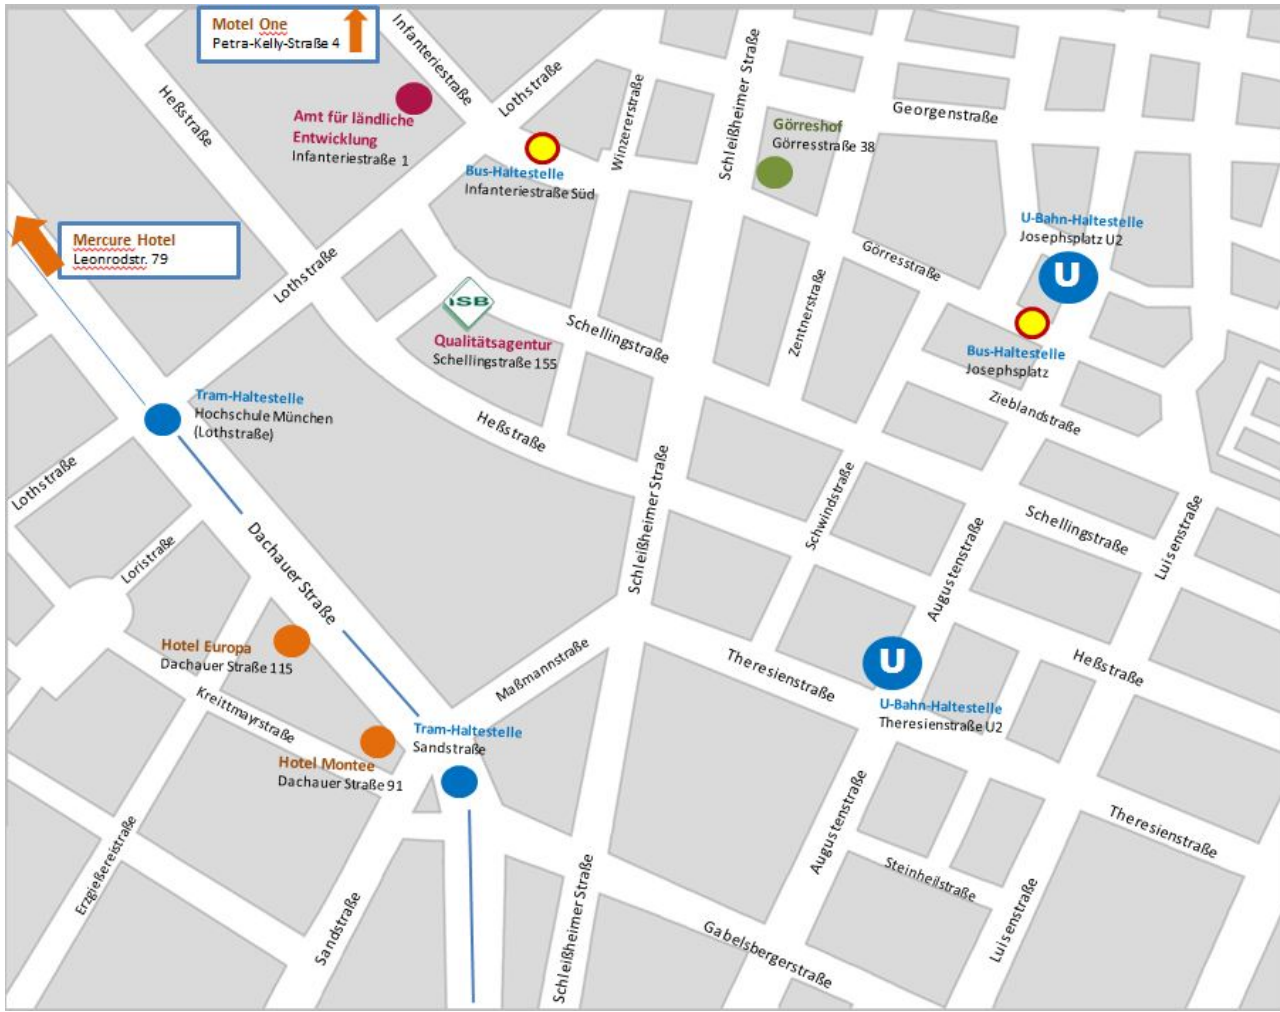 Motel One
Petra-Kelly-Straße 4
Infanteriestraße
Lothstraße
Heßstraße
Amt für ländliche
Entwicklung
Infanteriestraße 1
Bus-Haltestelle
Infanteriestraße Süd
Winzererstraße
Schleißheimer Straße
Görreshof
Görresstraße 38
Georgenstraße
U-Bahn-Haltestelle
Josephsplatz U2
U
Mercure Hotel
Leonrodstr. 79
Lothstraße
Görresstraße
ISB
Qualitätsagentur
Schellingstraße 155
Schellingstraße
Zentnerstraße
Bus-Haltestelle
Josephsplatz
Zieblandstraße
Tram-Haltestelle
Hochschule München
(Lothstraße)
Heßstraße
Lothstraße
Loristraße
Dachauer Straße
Schleißheimer Straße
Schwindstraße
Augustenstraße
Schellingstraße
Luisenstraße
Hotel Europa
Dachauer Straße 115
Maßmannstraße
Theresienstraße
U
U-Bahn-Haltestelle
Theresienstraße U2
Heßstraße
Kreittmayrstraße
Tram-Haltestelle
Sandstraße
Hotel Montee
Dachauer Straße 91
Erzgießereistraße
Sandstraße
Schleißheimer Straße
Augustenstraße
Steinheilstraße
Theresienstraße
Luisenstraße
Gabelsbergerstraße